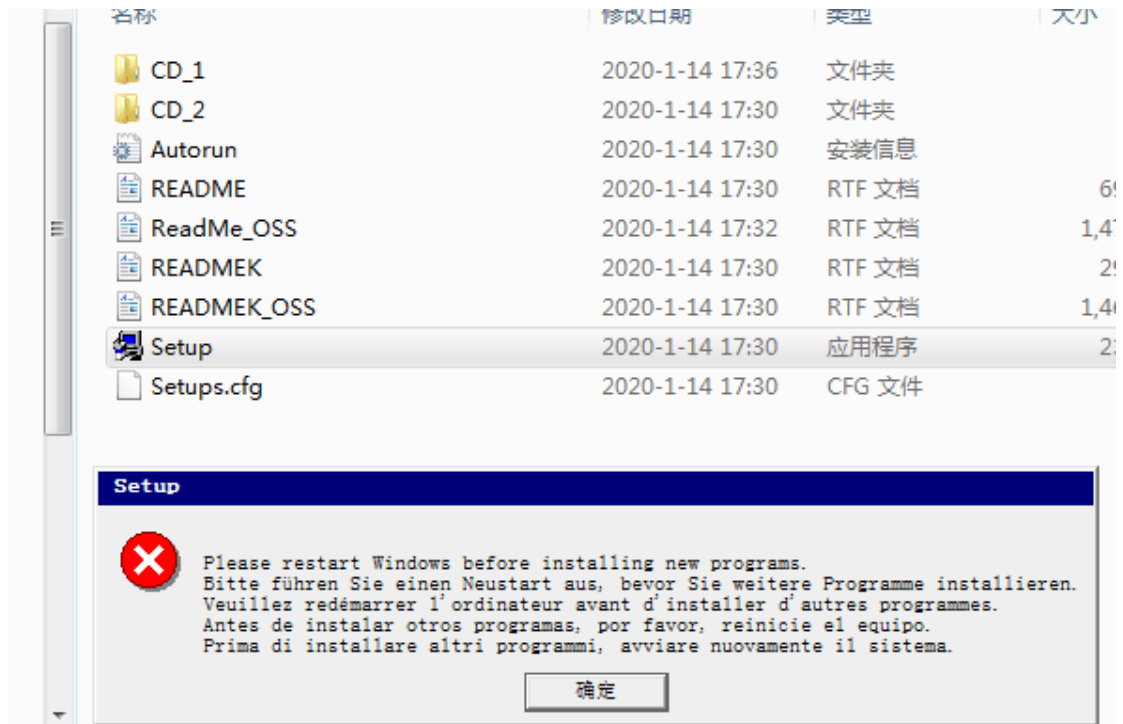 名称 修改日期 类型 大小
CD_1 2020-1-14 17:36 文件夹
CD_2 2020-1-14 17:30 文件夹
Autorun 2020-1-14 17:30 安装信息
README 2020-1-14 17:30 RTF 文档
ReadMe_OSS 2020-1-14 17:32 RTF 文档
READMEK 2020-1-14 17:30 RTF 文档
READMEK_OSS 2020-1-14 17:30 RTF 文档
Setup 2020-1-14 17:30 应用程序
Setups.cfg 2020-1-14 17:30 CFG 文件
Setup
Please restart Windows before installing new programs.
Bitte führen Sie einen Neustart aus, bevor Sie weitere Programme installieren.
Veuillez redémarrer l'ordinateur avant d'installer d'autres programmes.
Antes de instalar otros programas, por favor, reinicie el equipo.
Prima di installare altri programmi, avviare nuovamente il sistema.
确定